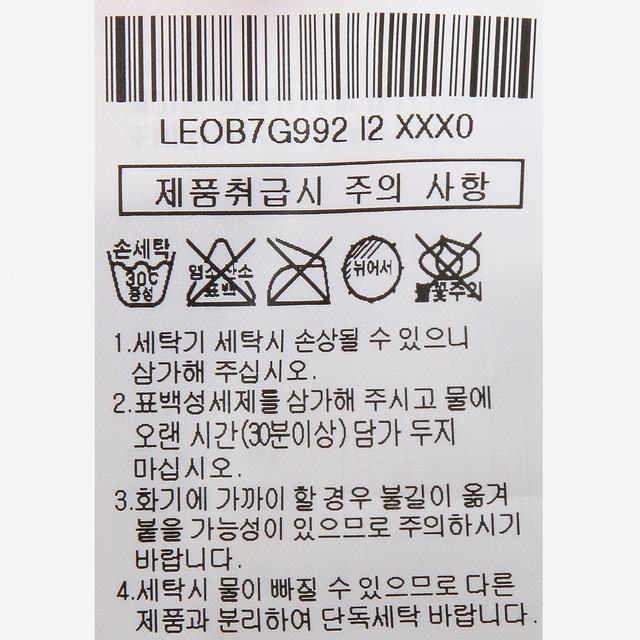 LEOB7G992 I2 XXX0
제품취급시 주의 사항
손세탁
30℃
중성
염소산소
표백
뉘어서
불꽃주의
1.세탁기 세탁시 손상될 수 있으니
삼가해 주십시오.
2.표백성세제를 삼가해 주시고 물에
오랜 시간(30분이상) 담가 두지
마십시오.
3.화기에 가까이 할 경우 불길이 옮겨
붙을 가능성이 있으므로 주의하시기
바랍니다.
4.세탁시 물이 빠질 수 있으므로 다른
제품과 분리하여 단독세탁 바랍니다.